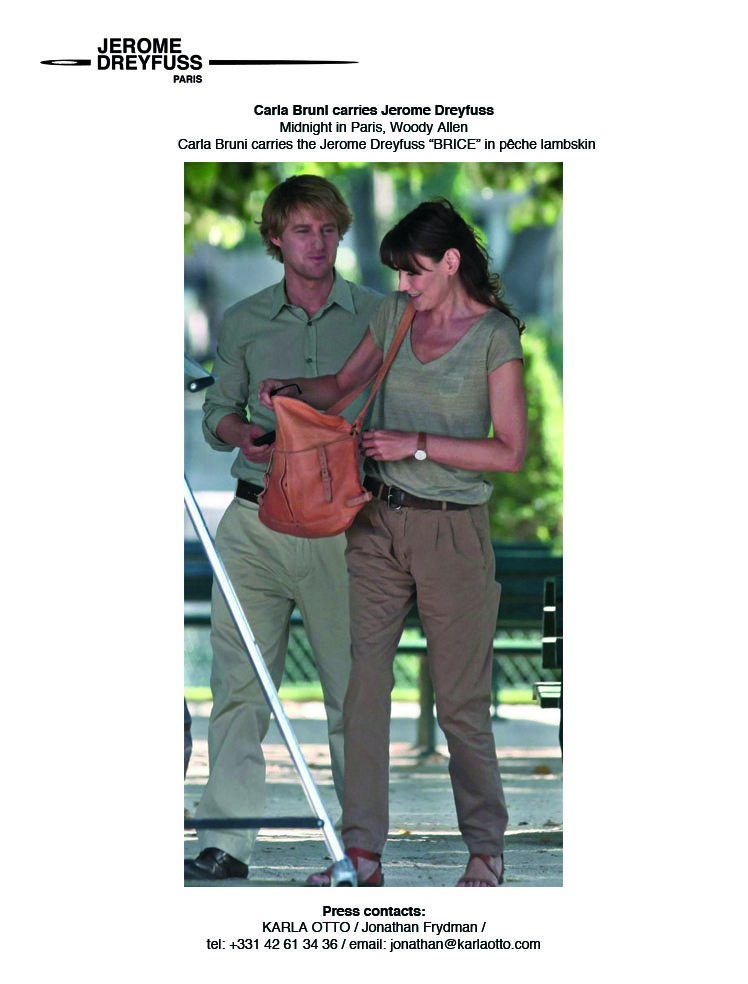 JEROME
DREYFUSS
PARIS
Carla Bruni carries Jerome Dreyfuss
Midnight in Paris, Woody Allen
Carla Bruni carries the Jerome Dreyfuss “BRICE” in pêche lambskin
Press contacts:
KARLA OTTO / Jonathan Frydman /
tel: +331 42 61 34 36 / email: jonathan@karlaotto.com